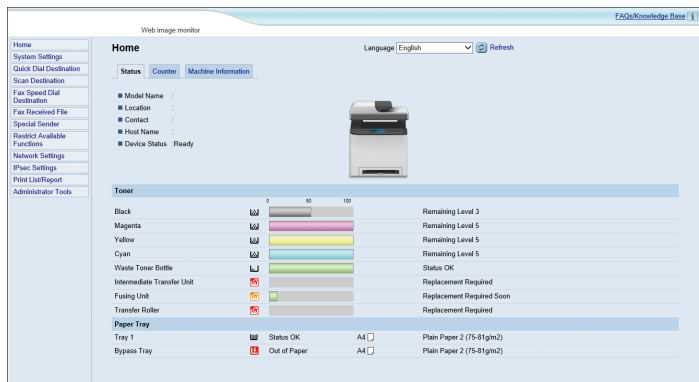 FAQs/Knowledge Base
Web image monitor
Home
System Settings
Quick Dial Destination
Scan Destination
Fax Speed Dial
Destination
Fax Received File
Special Sender
Restrict Available
Functions
Network Settings
IPsec Settings
Print List/Report
Administrator Tools
Home
Language English
Refresh
Status Counter Machine Information
Model Name :
Location :
Contact :
Host Name :
Device Status :Ready
Toner
0 50 100
Black Remaining Level 3
Magenta Remaining Level 5
Yellow Remaining Level 5
Cyan Remaining Level 5
Waste Toner Bottle Status OK
Intermediate Transfer Unit Replacement Required
Fusing Unit Replacement Required Soon
Transfer Roller Replacement Required
Paper Tray
Tray 1 Status OK A4 Plain Paper 2 (75-81g/m2)
Bypass Tray Out of Paper A4 Plain Paper 2 (75-81g/m2)